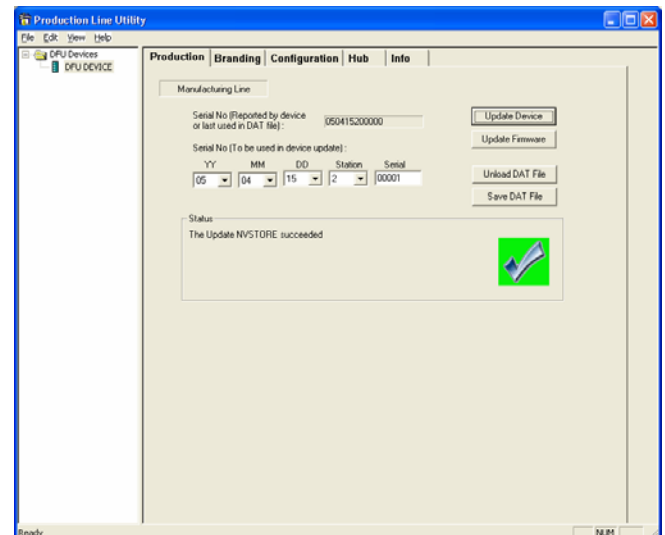 Production Line Utility
File Edit View Help
DFU Devices
DFU DEVICE
Production Branding Configuration Hub Info
Manufacturing Line
Serial No (Reported by device
or last used in DAT file) : 050415200000
Update Device
Update Firmware
Serial No (To be used in device update) :
YY MM DD Station Serial
05 04 15 2 00001
Unload DAT File
Save DAT File
Status
The Update NVSTORE succeeded
Ready NUM